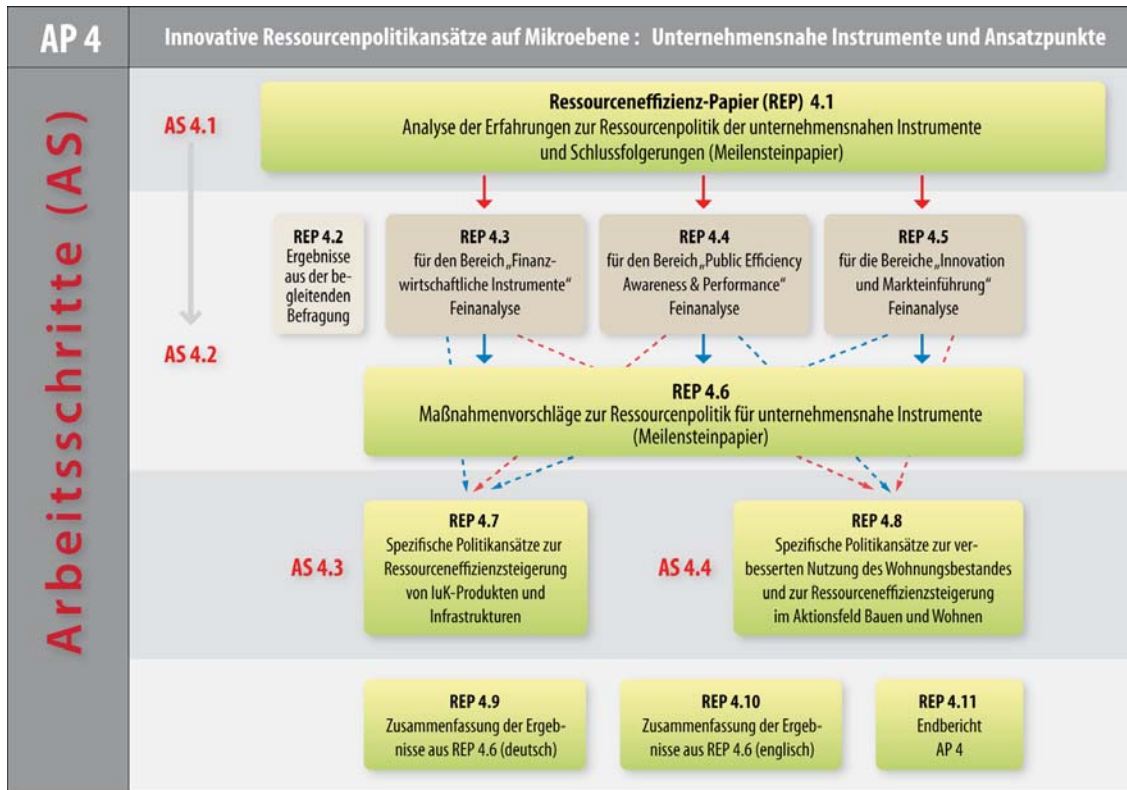 AP 4
Innovative Ressourcenpolitikansätze auf Mikroebene : Unternehmensnahe Instrumente und Ansatzpunkte
Arbeitsschritte (AS)
AS 4.1
Ressourceneffizienz-Papier (REP) 4.1
Analyse der Erfahrungen zur Ressourcenpolitik der unternehmensnahen Instrumente
und Schlussfolgerungen (Meilensteinpapier)
AS 4.2
REP 4.2
Ergebnisse
aus der be-
gleitenden
Befragung
REP 4.3
für den Bereich „Finanz-
wirtschaftliche Instrumente“
Feinanalyse
REP 4.4
für den Bereich „Public Efficiency
Awareness & Performance“
Feinanalyse
REP 4.5
für die Bereiche „Innovation
und Markteinführung“
Feinanalyse
REP 4.6
Maßnahmenvorschläge zur Ressourcenpolitik für unternehmensnahe Instrumente
(Meilensteinpapier)
AS 4.3
REP 4.7
Spezifische Politikansätze zur
Ressourceneffizienzsteigerung
von IuK-Produkten und
Infrastrukturen
AS 4.4
REP 4.8
Spezifische Politikansätze zur ver-
besserten Nutzung des Wohnungsbestandes
und zur Ressourceneffizienzsteigerung
im Aktionsfeld Bauen und Wohnen
REP 4.9
Zusammenfassung der Ergeb-
nisse aus REP 4.6 (deutsch)
REP 4.10
Zusammenfassung der Ergeb-
nisse aus REP 4.6 (englisch)
REP 4.11
Endbericht
AP 4